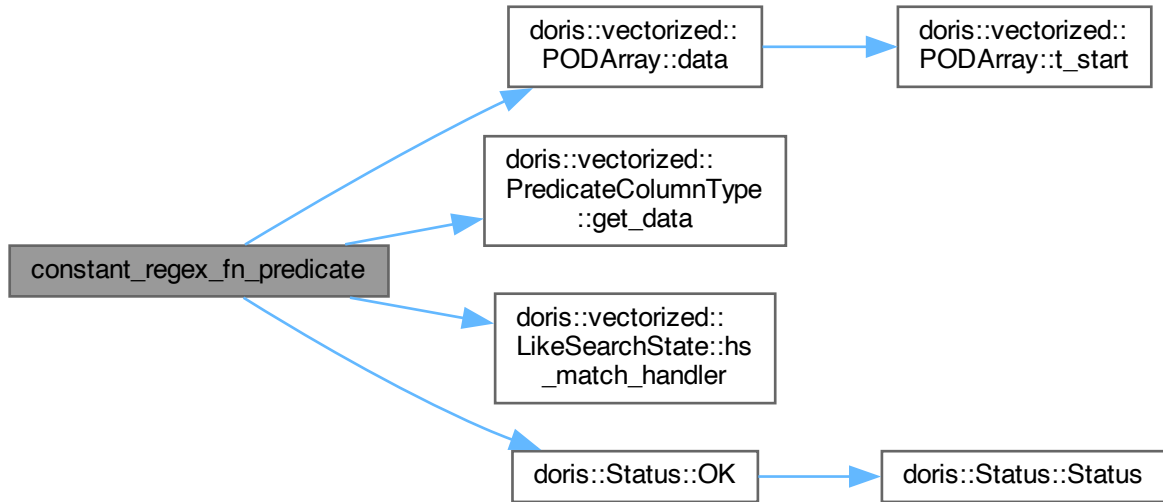 doris::vectorized::
PODArray::data
doris::vectorized::
PODArray::t_start
doris::vectorized::
PredicateColumnType
::get_data
constant_regex_fn_predicate
doris::vectorized::
LikeSearchState::hs
_match_handler
doris::Status::OK
doris::Status::Status